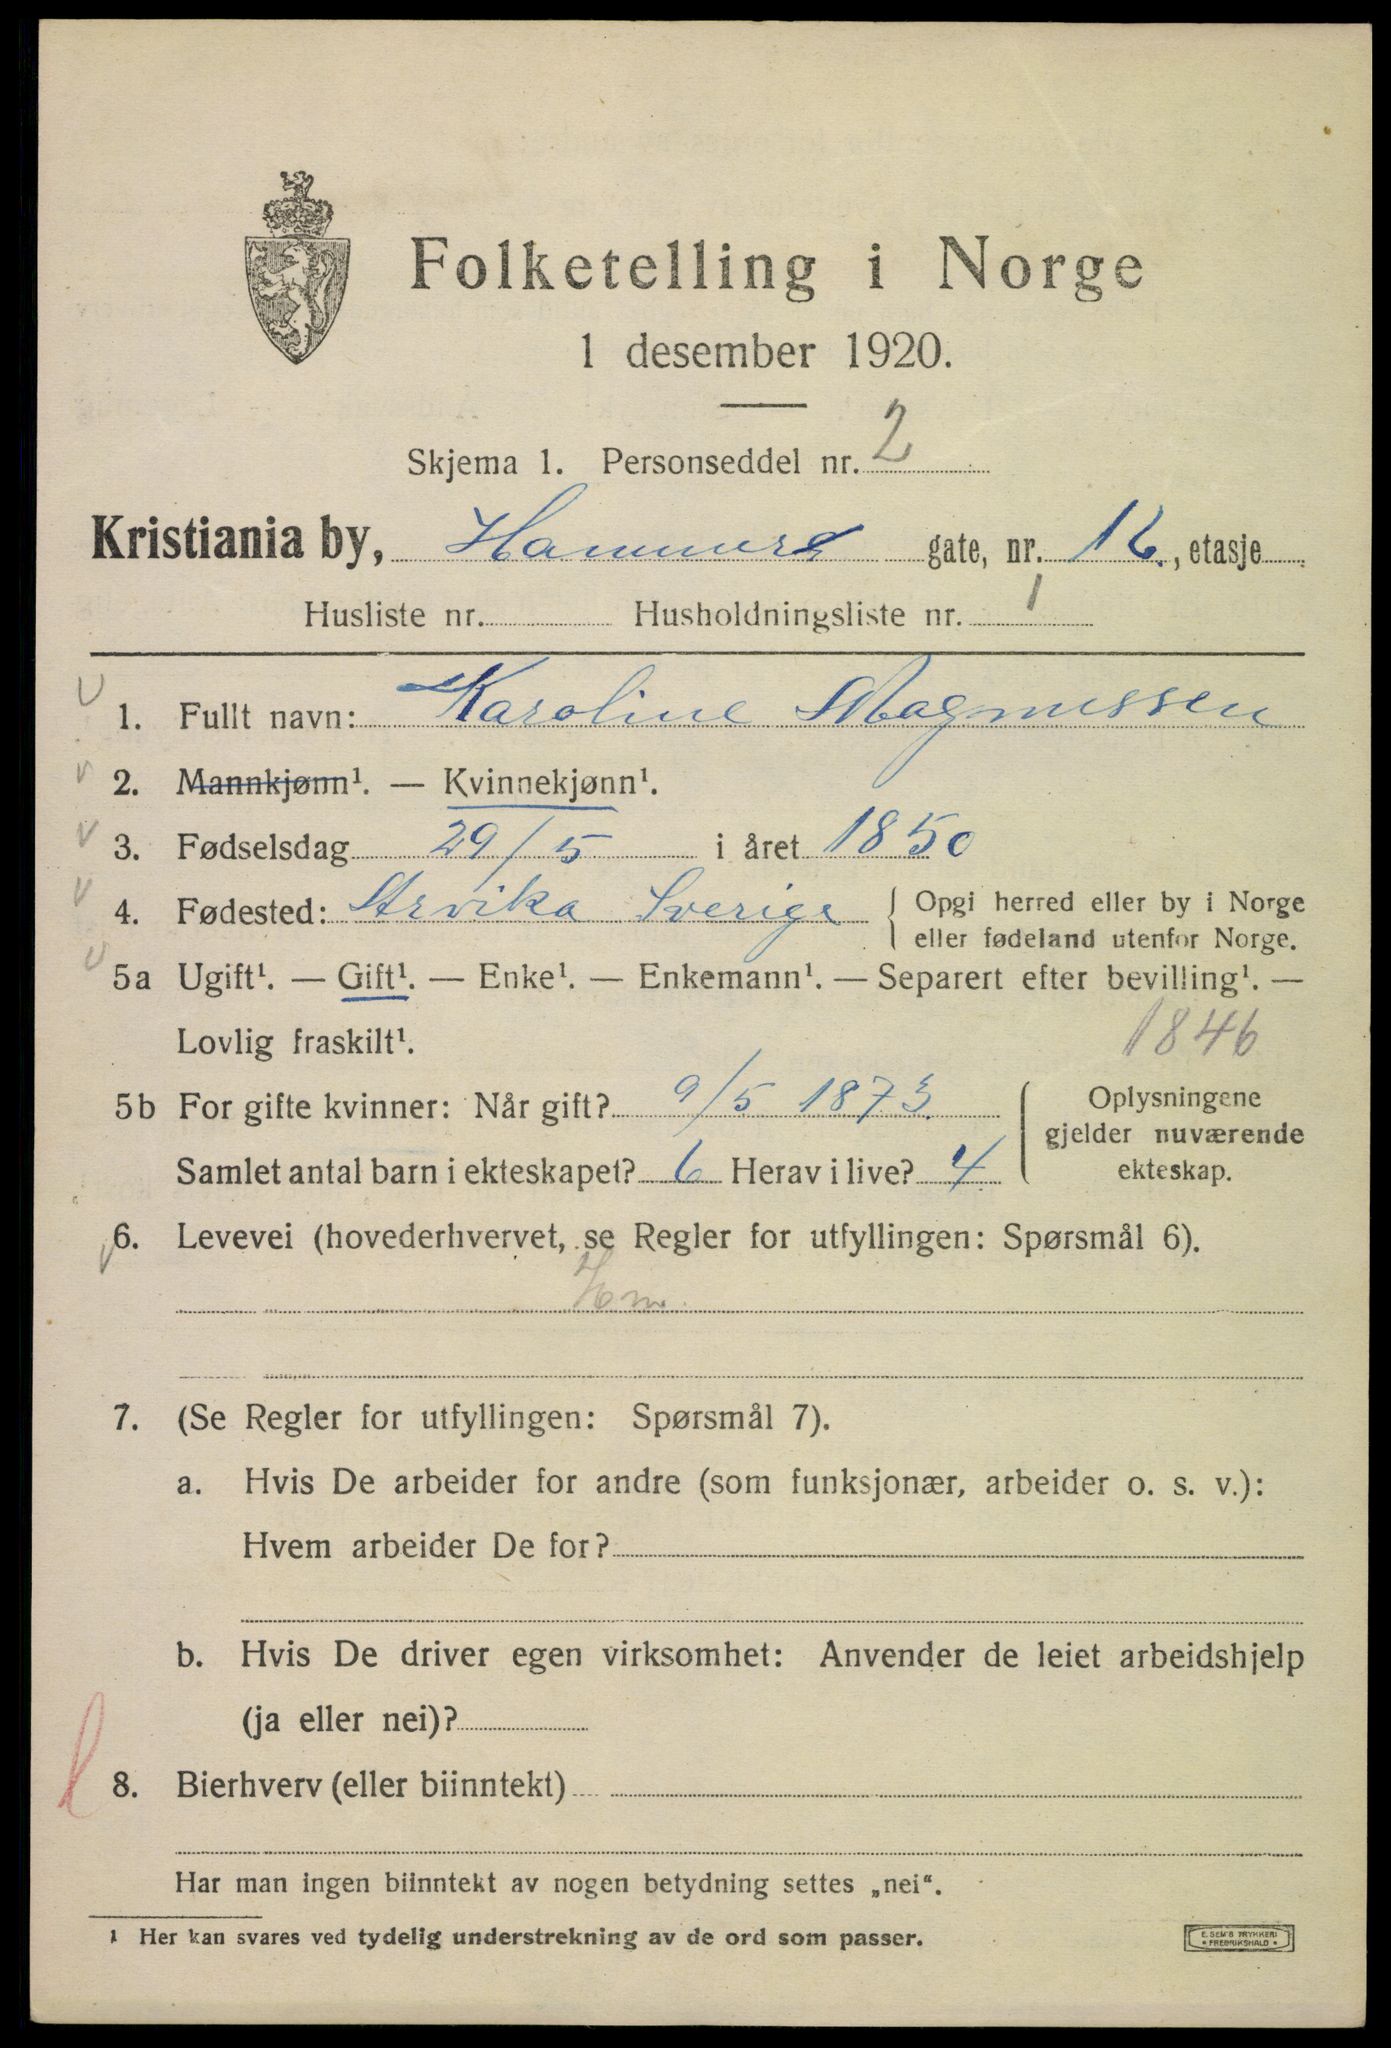 Folketelling i Norge
1 desember 1920.
Skjema 1. Personseddel nr. 2
Kristiania by, Hammers gate, nr. 16., etasje
Husliste nr. Husholdningsliste nr. 1
1. Fullt navn: Karoline Magnussen
2. Mannkjønn¹. — Kvinnekjønn¹.
3. Fødselsdag 29/5 i året 1850
4. Fødested: Arvika Sverige { Opgi herred eller by i Norge
eller fødeland utenfor Norge.
5a Ugift¹. — Gift¹. — Enke¹. — Enkemann¹. — Separert efter bevilling¹. —
Lovlig fraskilt¹. 1846
5b For gifte kvinner: Når gift? 9/5 1873. { Oplysningene
gjelder nuværende
Samlet antal barn i ekteskapet? 6 Herav i live? 4. ekteskap.
6. Levevei (hovederhvervet, se Regler for utfyllingen: Spørsmål 6).
Hm.
7. (Se Regler for utfyllingen: Spørsmål 7).
a. Hvis De arbeider for andre (som funksjonær, arbeider o. s. v.):
Hvem arbeider De for?
b. Hvis De driver egen virksomhet: Anvender de leiet arbeidshjelp
(ja eller nei)?
8. Bierhverv (eller biinntekt)
Har man ingen biinntekt av nogen betydning settes „nei“.
¹ Her kan svares ved tydelig understrekning av de ord som passer.
E. SEM'S TRYKKERI
• FREDRIKSHALD •